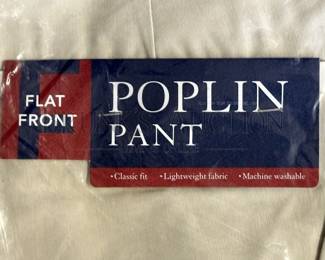 FLAT
FRONT
POPLIN
PANT
•Classic fit •Lightweight fabric •Machine washable